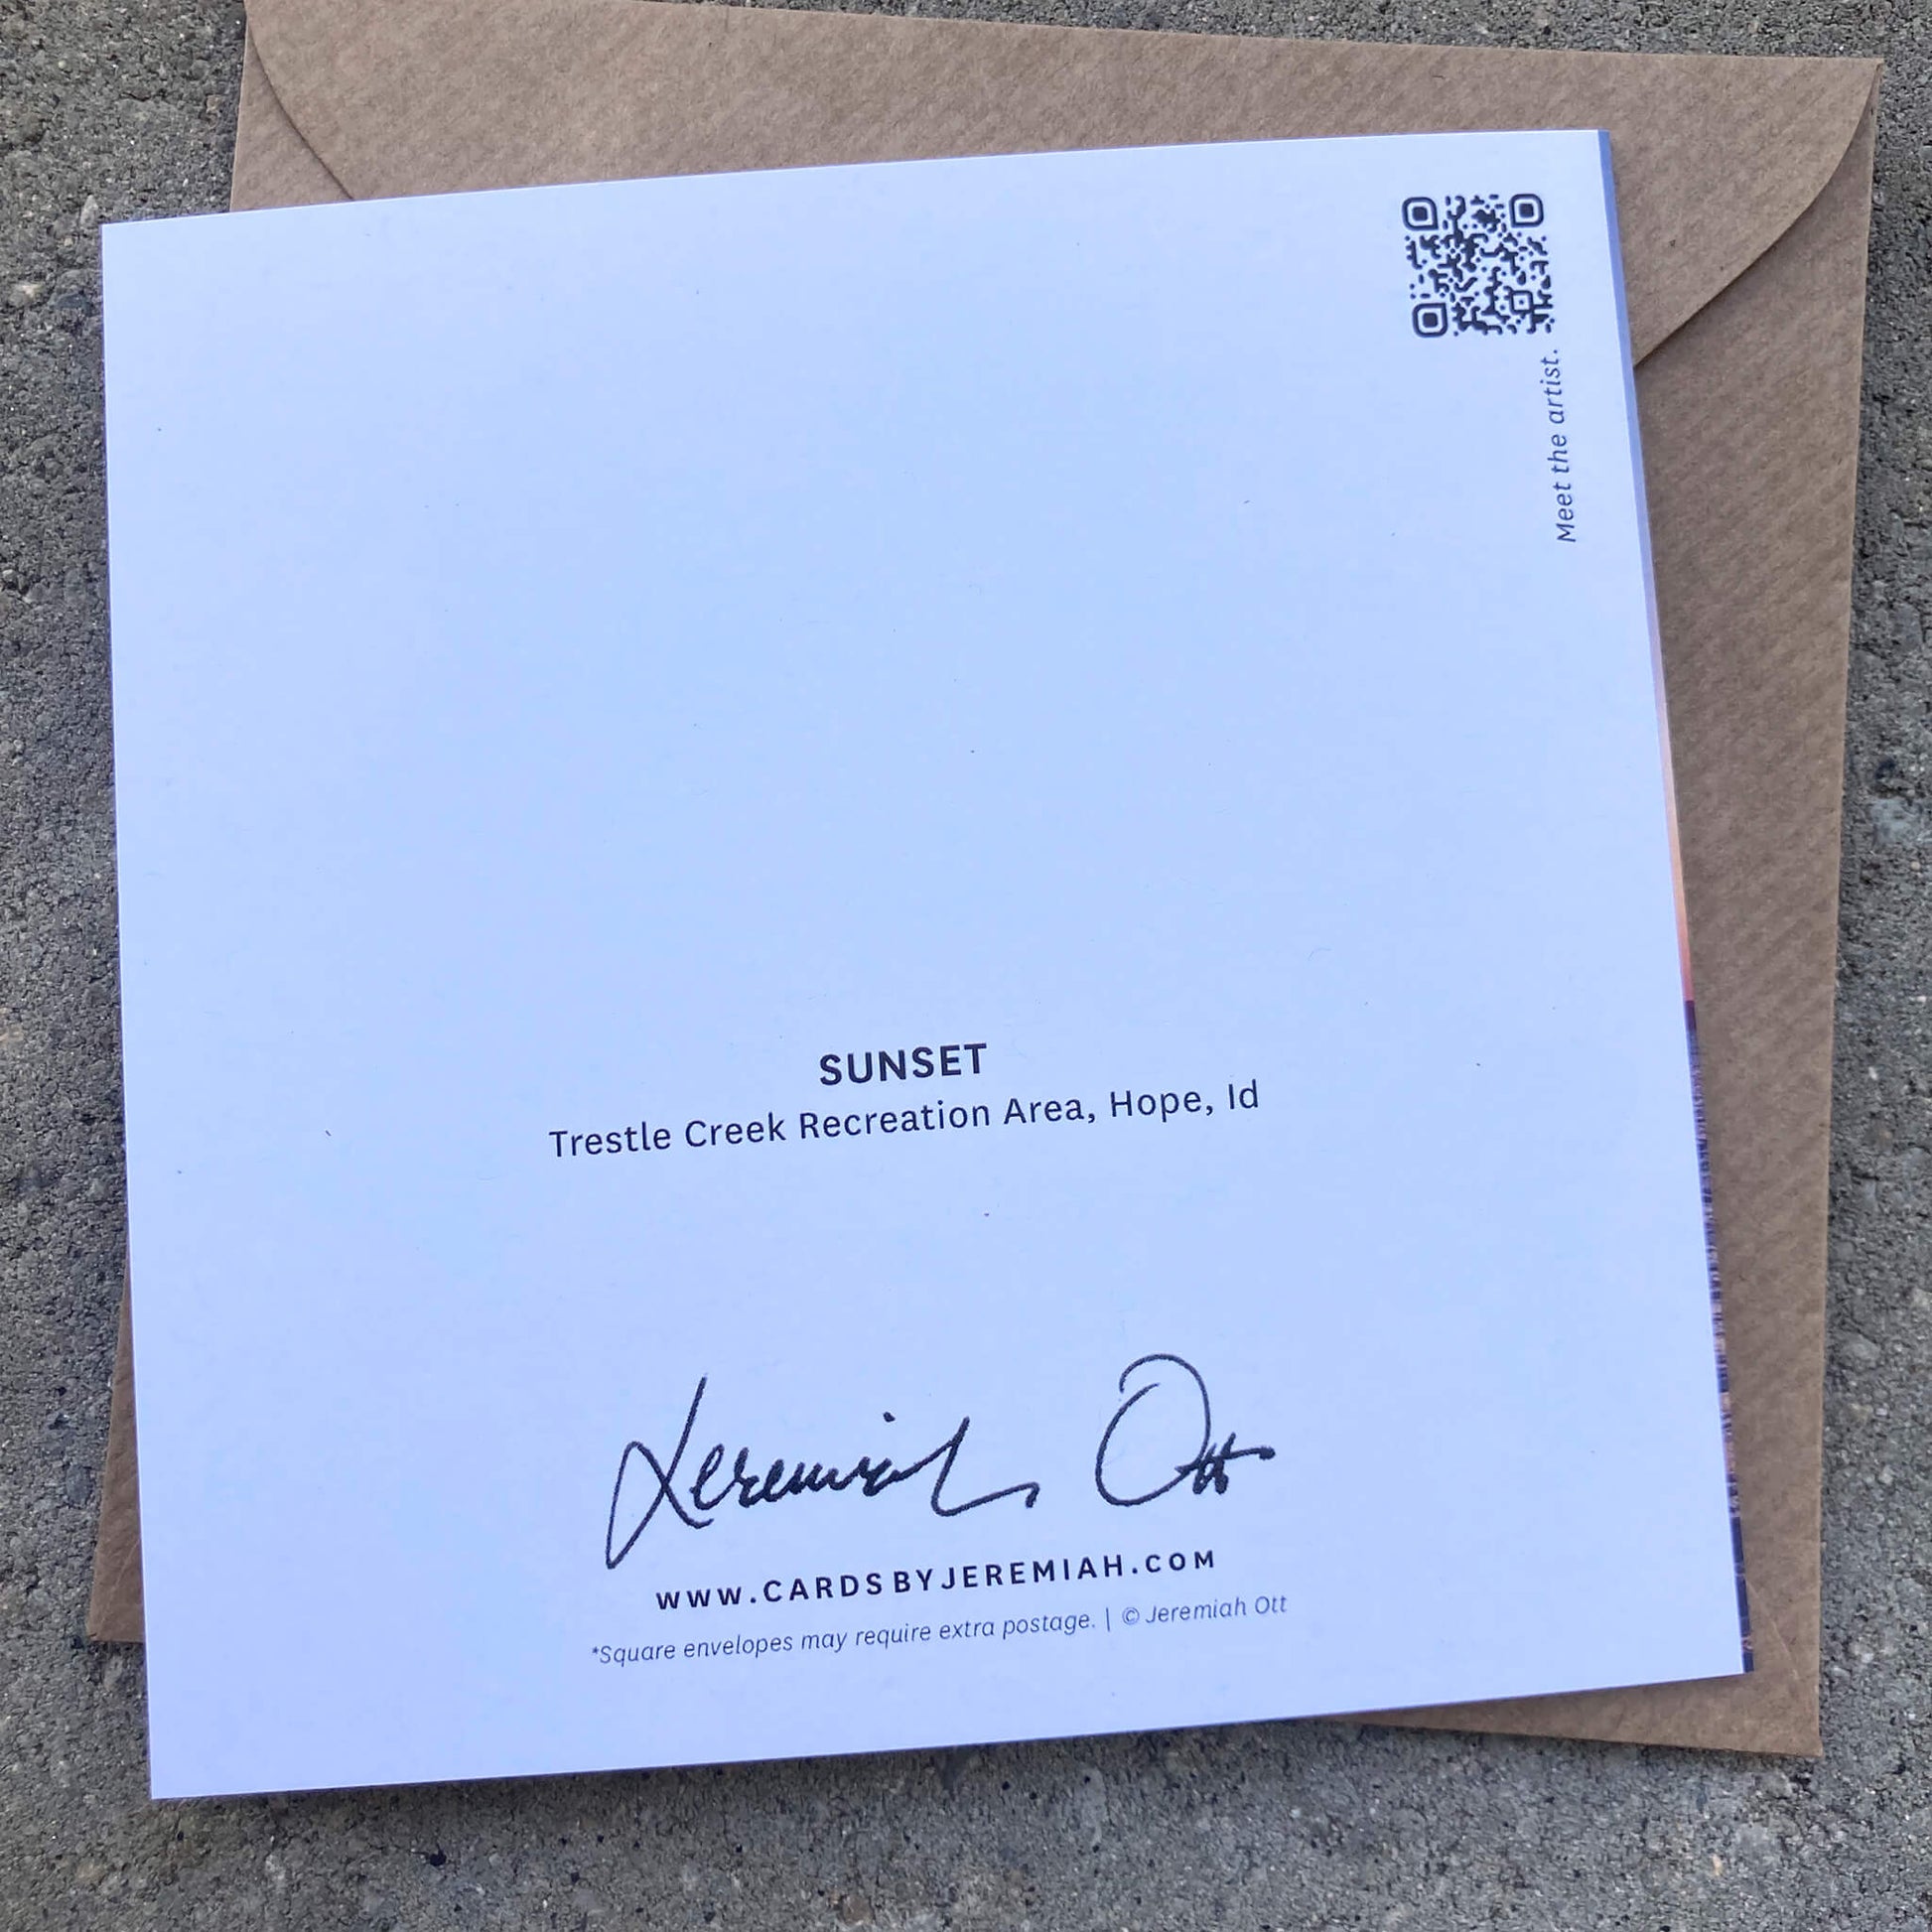 Meet the artist.
SUNSET
Trestle Creek Recreation Area, Hope, Id
Jeremiah Ott
WWW.CARDSBYJEREMIAH.COM
*Square envelopes may require extra postage. | © Jeremiah Ott